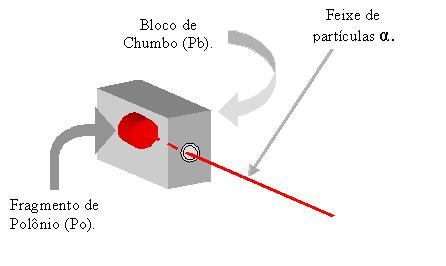 Bloco de
Chumbo (Pb).
Feixe de
partículas α.
Fragmento de
Polônio (Po).